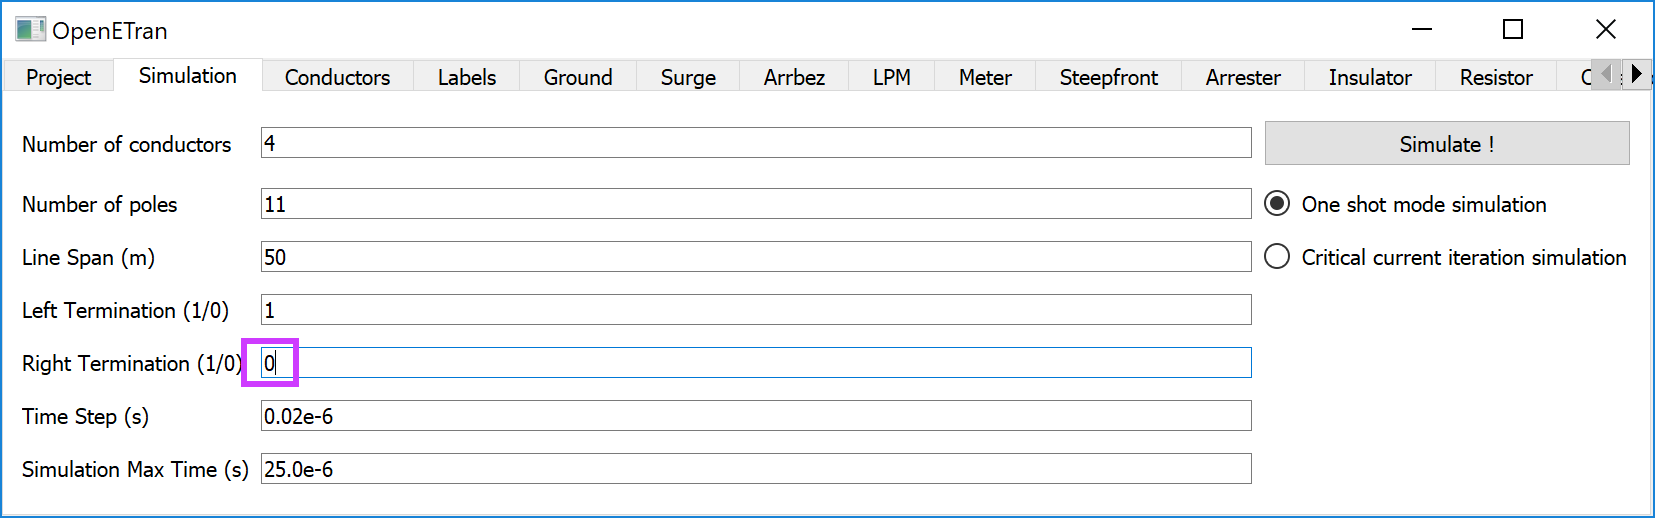 OpenETran
Project Simulation Conductors Labels Ground Surge Arrbez LPM Meter Steepfront Arrester Insulator Resistor
Number of conductors 4 Simulate !
Number of poles 11 One shot mode simulation
Line Span (m) 50 Critical current iteration simulation
Left Termination (1/0) 1
Right Termination (1/0) 0
Time Step (s) 0.02e-6
Simulation Max Time (s) 25.0e-6